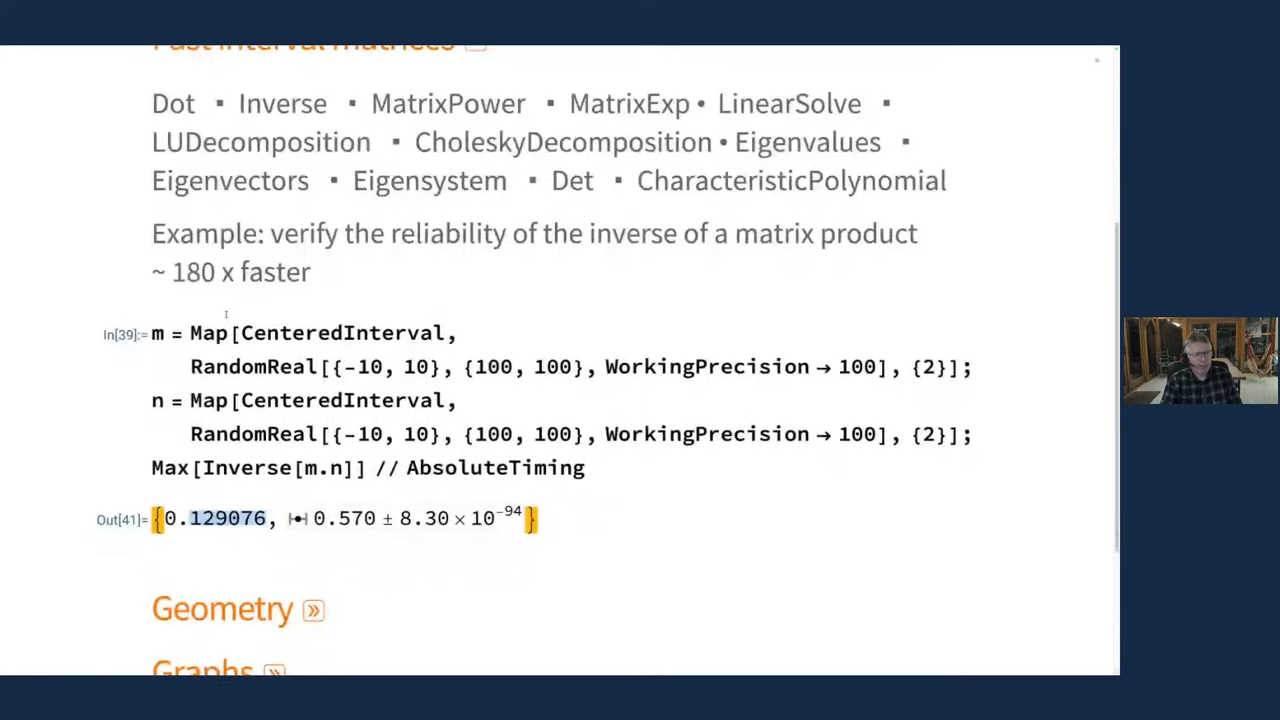 Fast interval matrices
Dot ▪ Inverse ▪ MatrixPower ▪ MatrixExp • LinearSolve ▪
LUDecomposition ▪ CholeskyDecomposition • Eigenvalues ▪
Eigenvectors ▪ Eigensystem ▪ Det ▪ CharacteristicPolynomial
Example: verify the reliability of the inverse of a matrix product
~ 180 x faster
In[39]:= m = Map[CenteredInterval,
RandomReal[{-10, 10}, {100, 100}, WorkingPrecision → 100], {2}];
n = Map[CenteredInterval,
RandomReal[{-10, 10}, {100, 100}, WorkingPrecision → 100], {2}];
Max[Inverse[m.n]] // AbsoluteTiming
Out[41]= {0.129076, 0.570 ± 8.30 × 10⁻⁹⁴}
Geometry »
Graphs »